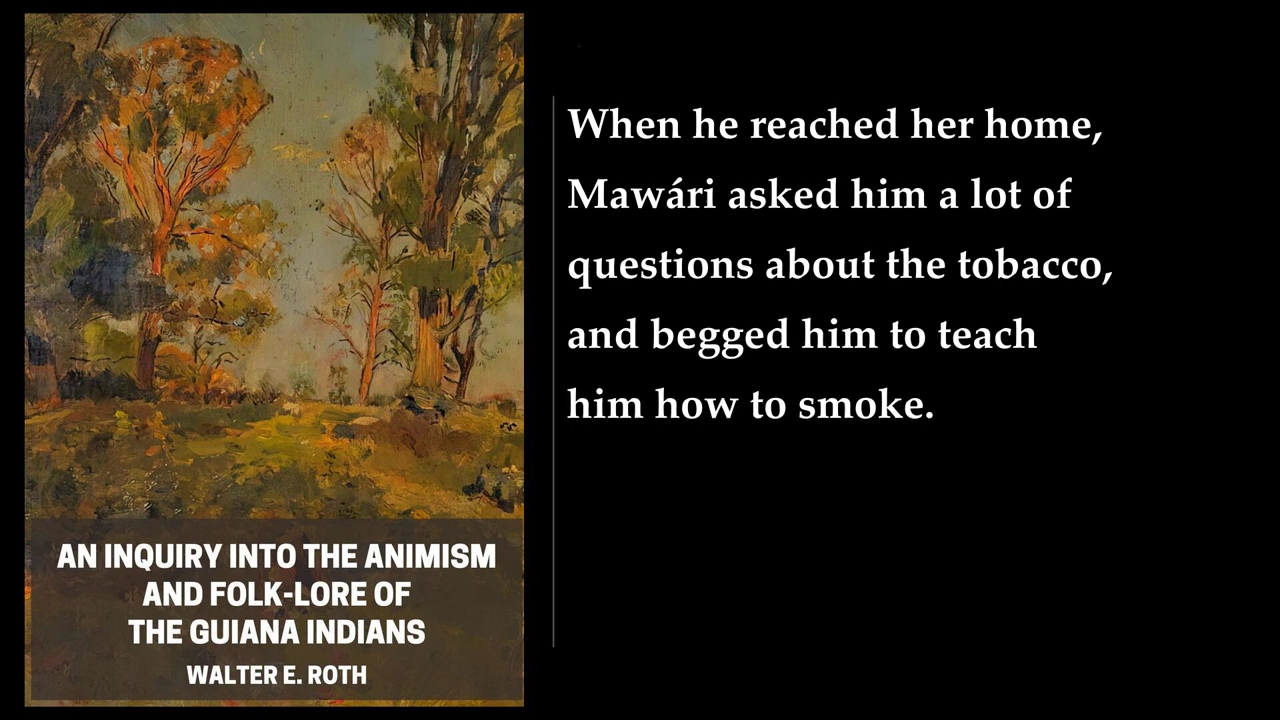 When he reached her home,
Mawári asked him a lot of
questions about the tobacco,
and begged him to teach
him how to smoke.
AN INQUIRY INTO THE ANIMISM
AND FOLK-LORE OF
THE GUIANA INDIANS
WALTER E. ROTH